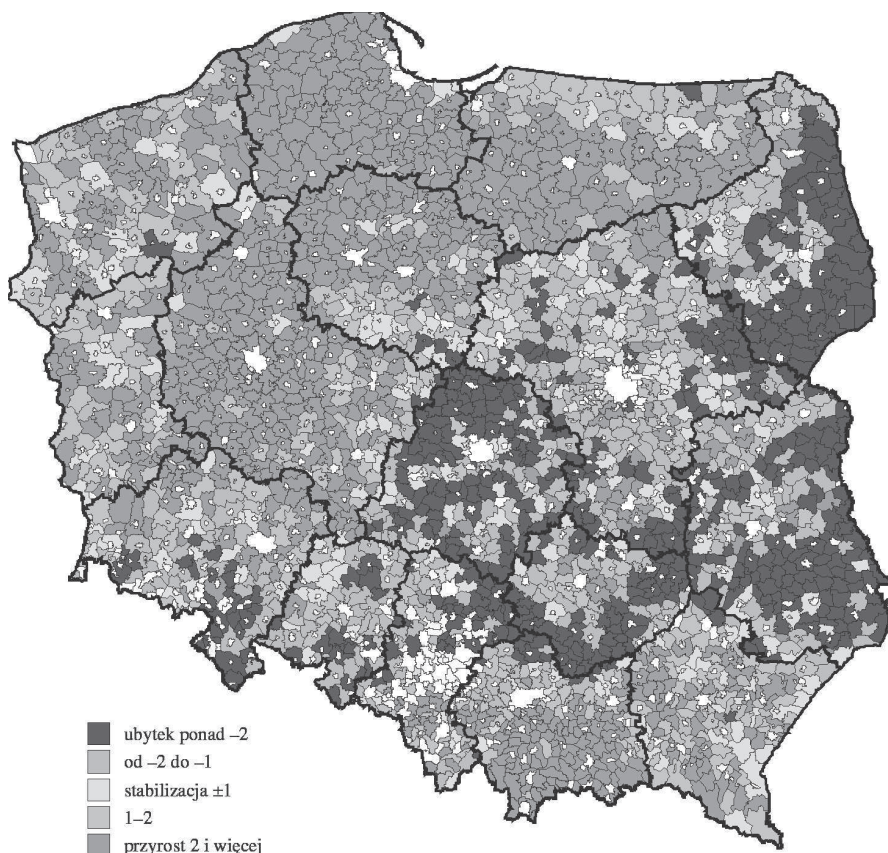 ubytek ponad –2
od –2 do –1
stabilizacja ±1
1–2
przyrost 2 i więcej